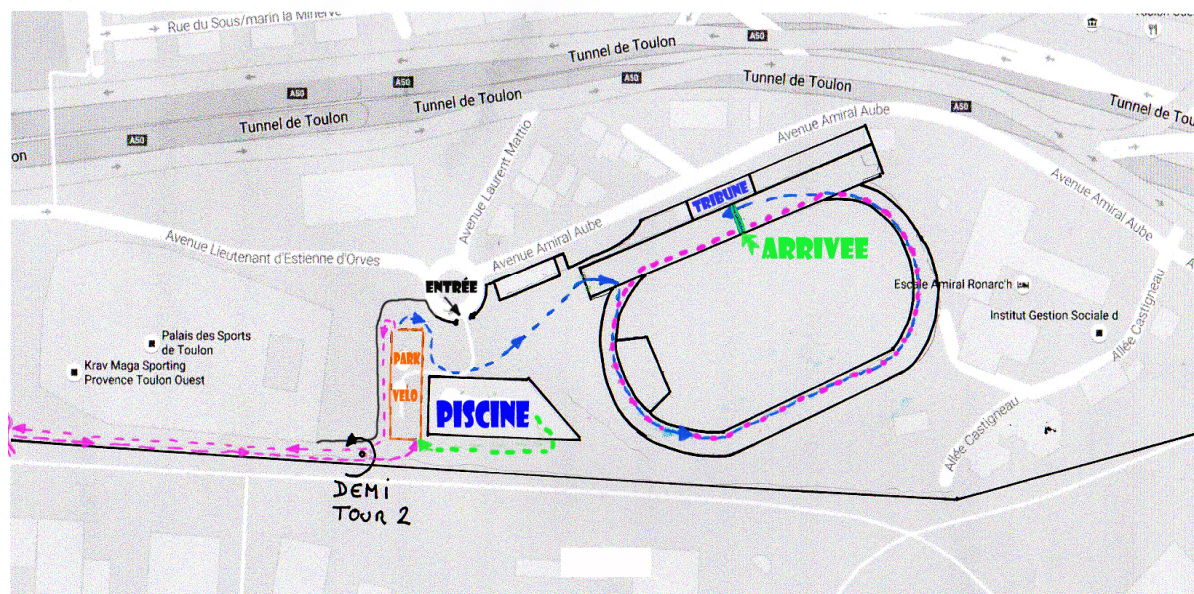 Rue du Sous/marin la Minerve
A50
Tunnel de Toulon
A50
A50
Tunnel de Toulon
Tunnel de Toulon
A50
A50
Tunnel de Toulon
A50
Tunnel de Tou
on
Avenue Laurent Mattio
Avenue Amiral Aube
Avenue Amiral Aube
TRIBUNE
Avenue Lieutenant d'Estienne d'Orves
Avenue Amiral Aube
ARRIVEE
ENTRÉE
Escale Amiral Ronarc'h
Institut Gestion Sociale d
Allée Castigneau
Palais des Sports
de Toulon
Krav Maga Sporting
Provence Toulon Ouest
PARK
VELO
PISCINE
Allée Castigneau
DEMI
TOUR 2